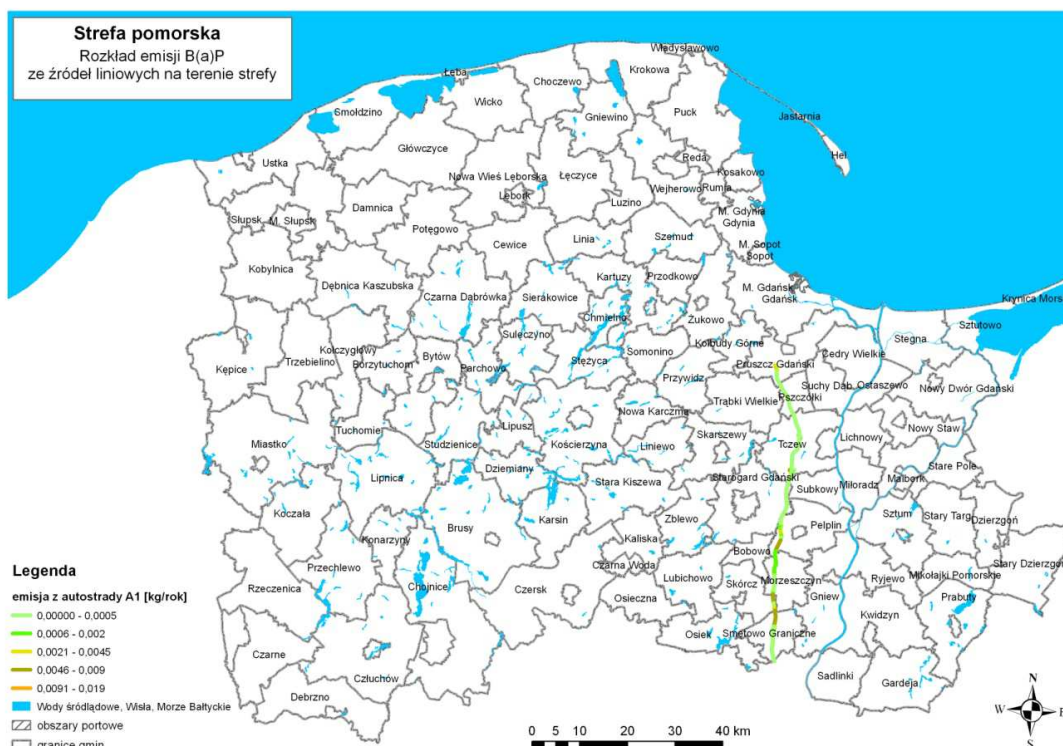 Strefa pomorska
Rozkład emisji B(a)P
ze źródeł liniowych na terenie strefy
Władysławowo
Łeba
Choczewo
Krokowa
Wicko
Smołdzino
Gniewino
Puck
Jastarnia
Główczyce
Hel
Ustka
Reda
Kosakowo
Nowa Wieś Lęborska
Łęczyce
Wejherowo
Rumia
Lębork
Damnica
Luzino
M. Gdynia
Gdynia
Słupsk
M. Słupsk
Potęgowo
Cewice
Linia
Szemud
M. Sopot
Sopot
Kobylnica
Kartuzy
Przodkowo
Dębnica Kaszubska
M. Gdańsk
Gdańsk
Czarna Dąbrówka
Sierakowice
Krynica Mors
Chmielno
Żukowo
Sztutowo
Sulęczyno
Stegna
Kołczygłowy
Kolbudy Górne
Trzebielino
Bytów
Somonino
Cedry Wielkie
Borzytuchom
Parchowo
Stężyca
Pruszcz Gdański
Kępice
Przywidz
Suchy Dąb
Ostaszewo
Nowy Dwór Gdański
Pszczółki
Trąbki Wielkie
Nowa Karczma
Lipusz
Nowy Staw
Tuchomie
Skarszewy
Lichnowy
Miastko
Studzienice
Kościerzyna
Liniewo
Tczew
Stare Pole
Dziemiany
Lipnica
Stara Kiszewa
Starogard Gdański
Malbork
Subkowy
Miłoradz
Koczała
Sztum
Stary Targ
Dzierzgoń
Karsin
Zblewo
Brusy
Pelplin
Konarzyny
Kaliska
Bobowo
Przechlewo
Czarna Woda
Stary Dzierzgoń
Rzeczenica
Chojnice
Lubichowo
Skórcz
Morzeszczyn
Ryjewo
Mikołajki Pomorskie
Czersk
Osieczna
Gniew
Prabuty
Kwidzyn
Osiek
Smętowo Graniczne
Czarne
Człuchów
Sadlinki
Gardeja
Debrzno
Legenda
emisja z autostrady A1 [kg/rok]
0,00000 - 0,0005
0,0006 - 0,002
0,0021 - 0,0045
0,0046 - 0,009
0,0091 - 0,019
Wody śródlądowe, Wisła, Morze Bałtyckie
obszary portowe
granice gmin
0 5 10 20 30 40 km
N
W E
S